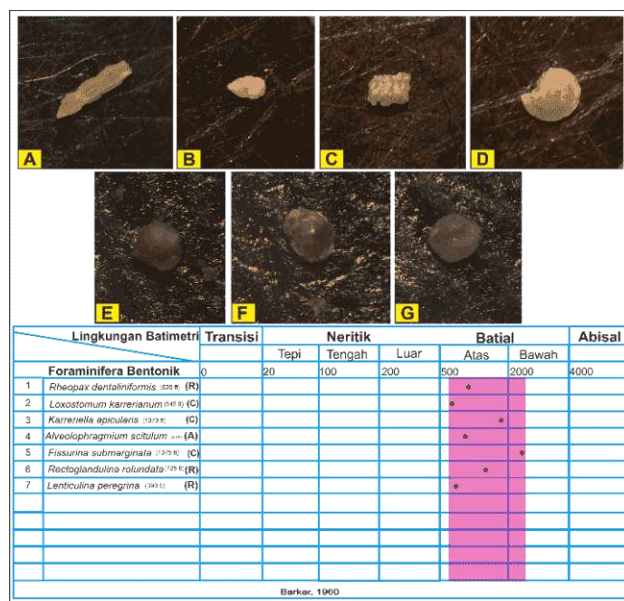 A
B
C
D
E
F
G
Lingkungan Batimetri Transisi Neritik Batial Abisal
Tepi Tengah Luar Atas Bawah
Foraminifera Bentonik 0 20 100 200 500 2000 4000
1 Rheopax dentaliniformis (R)
2 Loxostomum karrerianum (C)
3 Karreriella apicularis (C)
4 Alveolophragmium scitulum (A)
5 Fissurina submarginata (C)
6 Rectoglandulina rotundata (R)
7 Lenticulina peregrina (R)
Barker, 1960